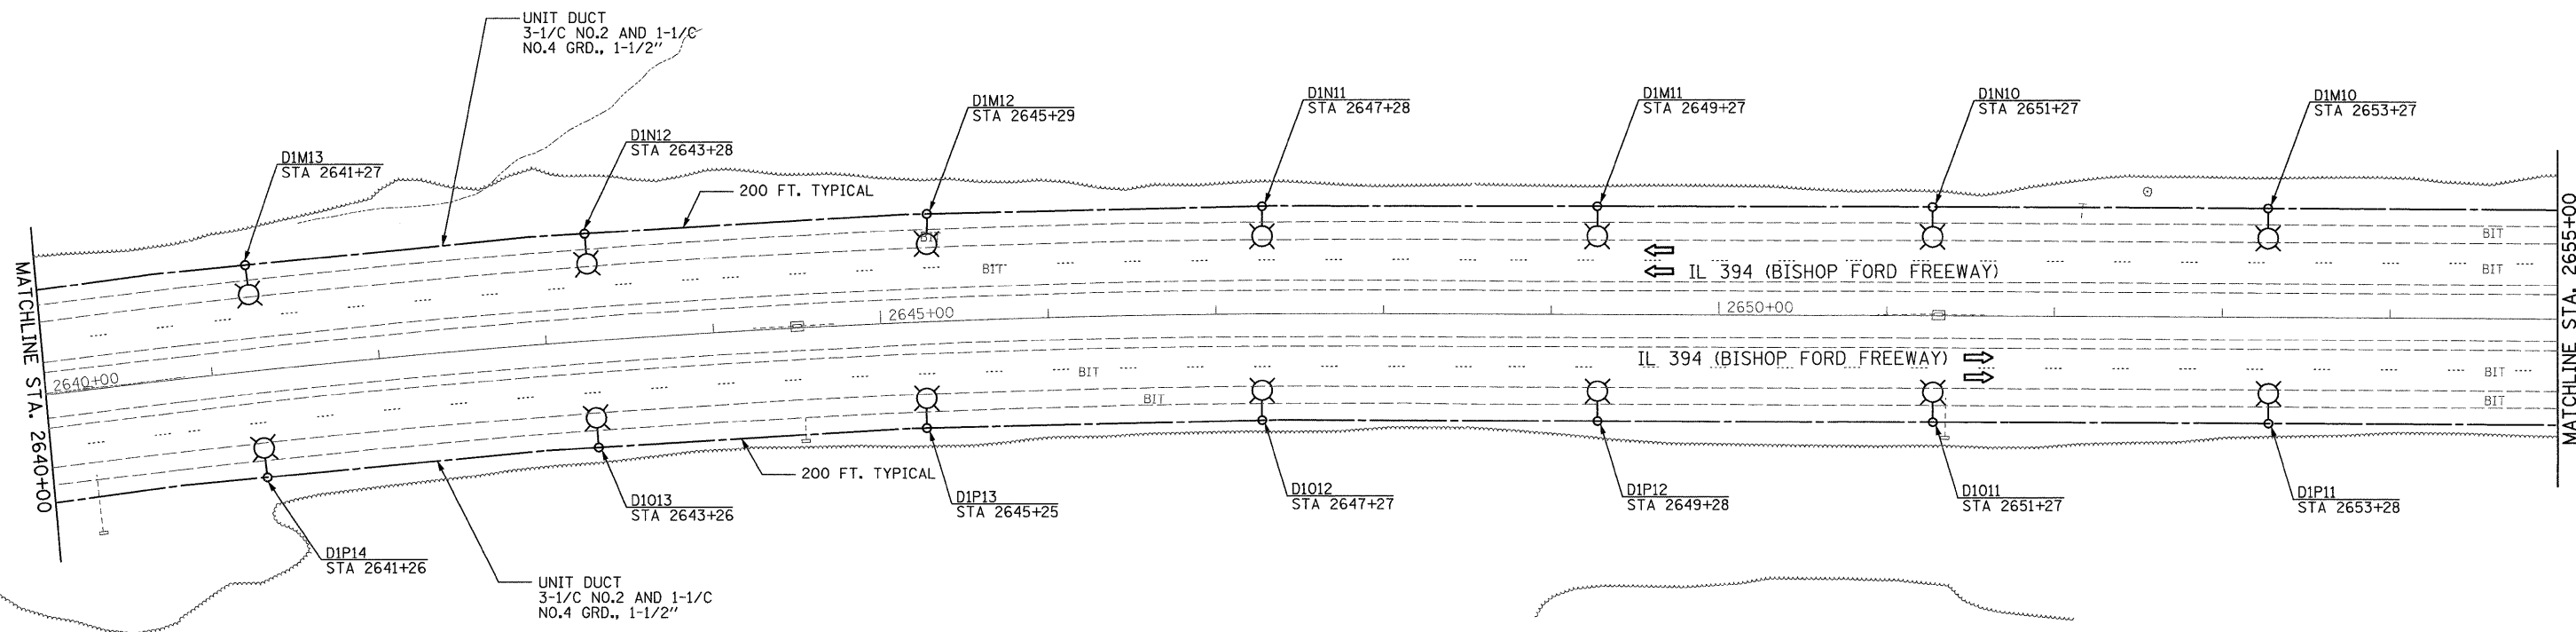 UNIT DUCT
3-1/C NO.2 AND 1-1/C
NO.4 GRD., 1-1/2"
D1M13
STA 2641+27
D1N12
STA 2643+28
200 FT. TYPICAL
D1M12
STA 2645+29
D1N11
STA 2647+28
D1M11
STA 2649+27
D1N10
STA 2651+27
D1M10
STA 2653+27
MATCHLINE STA. 2640+00
MATCHLINE STA. 2655+00
BIT
BIT
BIT
BIT
IL 394 (BISHOP FORD FREEWAY)
2640+00
2645+00
2650+00
IL 394 (BISHOP FORD FREEWAY)
BIT
BIT
BIT
BIT
200 FT. TYPICAL
D1P14
STA 2641+26
D1O13
STA 2643+26
D1P13
STA 2645+25
D1O12
STA 2647+27
D1P12
STA 2649+28
D1O11
STA 2651+27
D1P11
STA 2653+28
UNIT DUCT
3-1/C NO.2 AND 1-1/C
NO.4 GRD., 1-1/2"